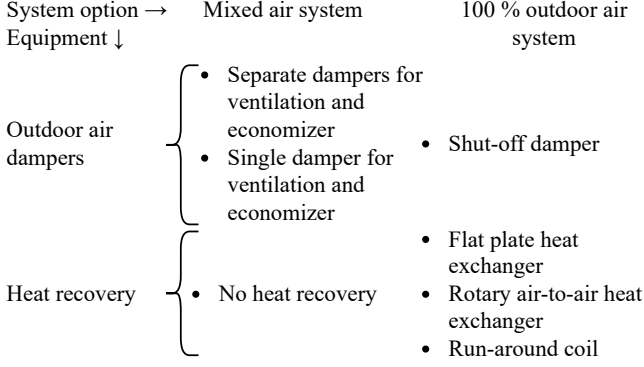 System option → Mixed air system 100 % outdoor air
Equipment ↓ system
• Separate dampers for
ventilation and
economizer
Outdoor air
dampers
• Single damper for
ventilation and
economizer
• Shut-off damper
Heat recovery
• No heat recovery
• Flat plate heat
exchanger
• Rotary air-to-air heat
exchanger
• Run-around coil